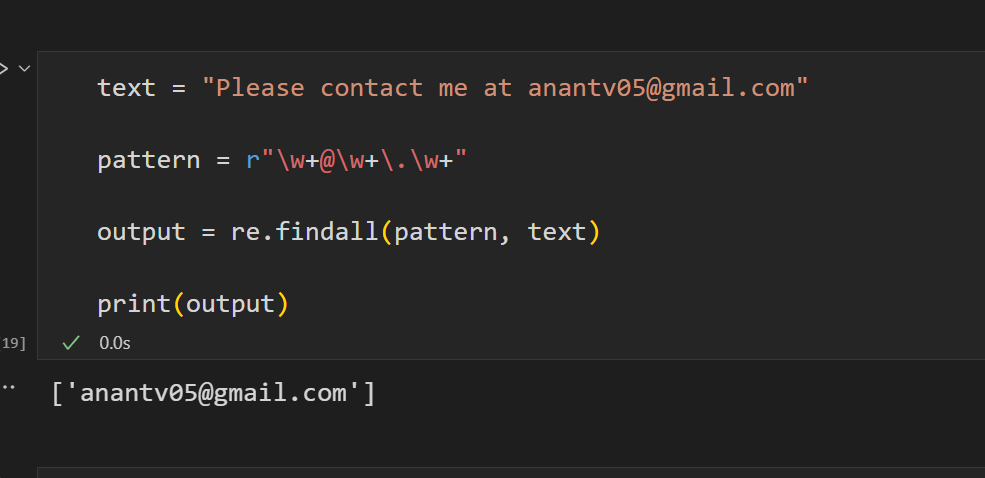 text = "Please contact me at anantv05@gmail.com"
pattern = r"\w+@\w+\.\w+"
output = re.findall(pattern, text)
print(output)
19]
0.0s
['anantv05@gmail.com']